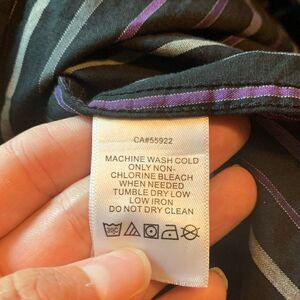 CA#55922
MACHINE WASH COLD
ONLY NON-
CHLORINE BLEACH
WHEN NEEDED
TUMBLE DRY LOW
LOW IRON
DO NOT DRY CLEAN